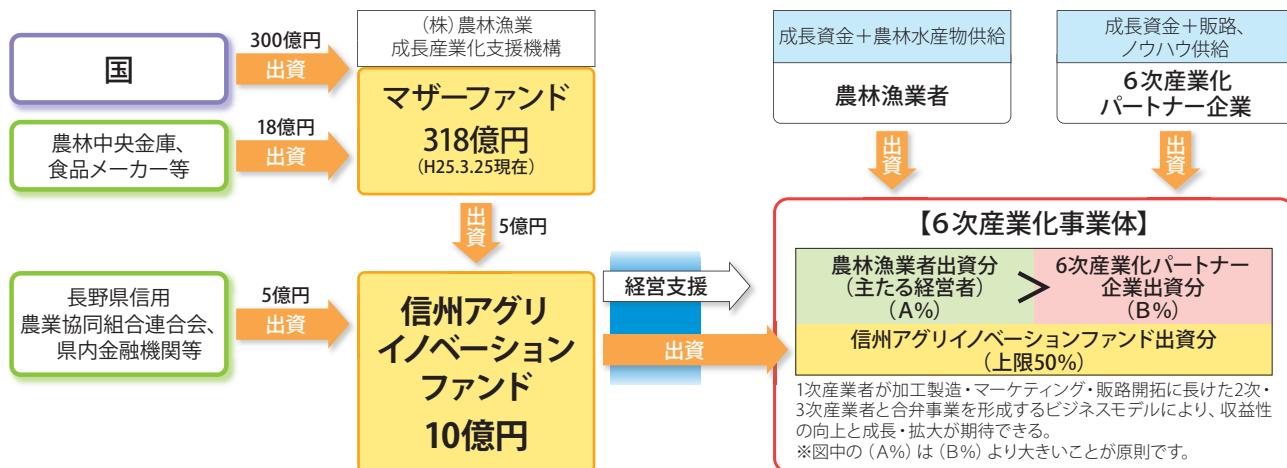 国
300億円
出資
農林中央金庫、
食品メーカー等
18億円
出資
(株)農林漁業
成長産業化支援機構
マザーファンド
318億円
(H25.3.25現在)
出資
5億円
長野県信用
農業協同組合連合会、
県内金融機関等
5億円
出資
信州アグリ
イノベーション
ファンド
10億円
経営支援
出資
成長資金+農林水産物供給
農林漁業者
出資
成長資金+販路、
ノウハウ供給
6次産業化
パートナー企業
出資
【6次産業化事業体】
農林漁業者出資分
(主たる経営者)
(A%)
>
6次産業化パートナー
企業出資分
(B%)
信州アグリイノベーションファンド出資分
(上限50%)
1次産業者が加工製造・マーケティング・販路開拓に長けた2次・
3次産業者と合弁事業を形成するビジネスモデルにより、収益性
の向上と成長・拡大が期待できる。
※図中の(A%)は(B%)より大きいことが原則です。